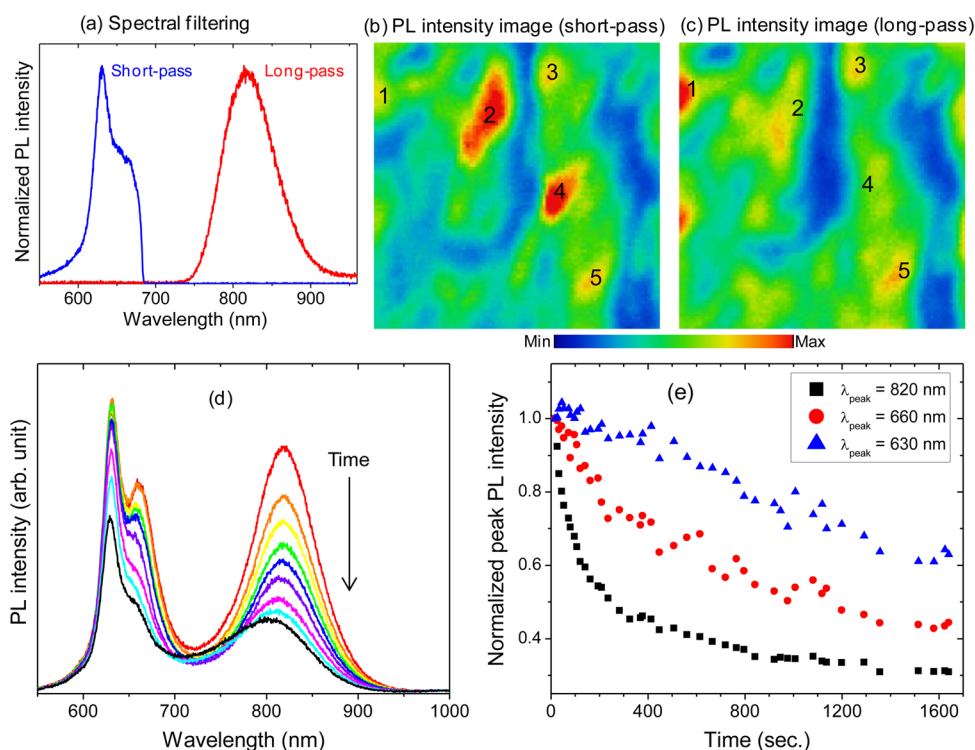 (a) Spectral filtering
Normalized PL intensity
Short-pass
Long-pass
600 700 800 900
Wavelength (nm)
(b) PL intensity image (short-pass)
1
2
3
4
5
(c) PL intensity image (long-pass)
1
2
3
4
5
Min
Max
(d)
PL intensity (arb. unit)
Time
600 700 800 900 1000
Wavelength (nm)
(e)
Normalized peak PL intensity
1.0
0.8
0.6
0.4
λpeak = 820 nm
λpeak = 660 nm
λpeak = 630 nm
0 400 800 1200 1600
Time (sec.)